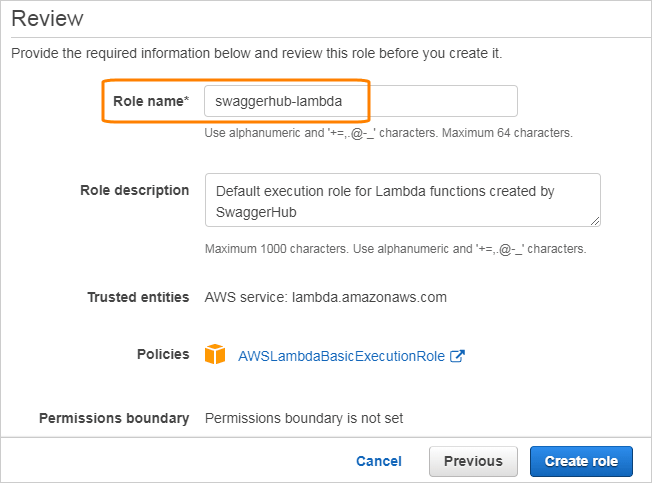 Review
Provide the required information below and review this role before you create it.
Role name* swaggerhub-lambda
Use alphanumeric and '+=,.@-_' characters. Maximum 64 characters.
Role description Default execution role for Lambda functions created by
SwaggerHub
Maximum 1000 characters. Use alphanumeric and '+=,.@-_' characters.
Trusted entities AWS service: lambda.amazonaws.com
Policies AWSLambdaBasicExecutionRole
Permissions boundary Permissions boundary is not set
Cancel Previous Create role